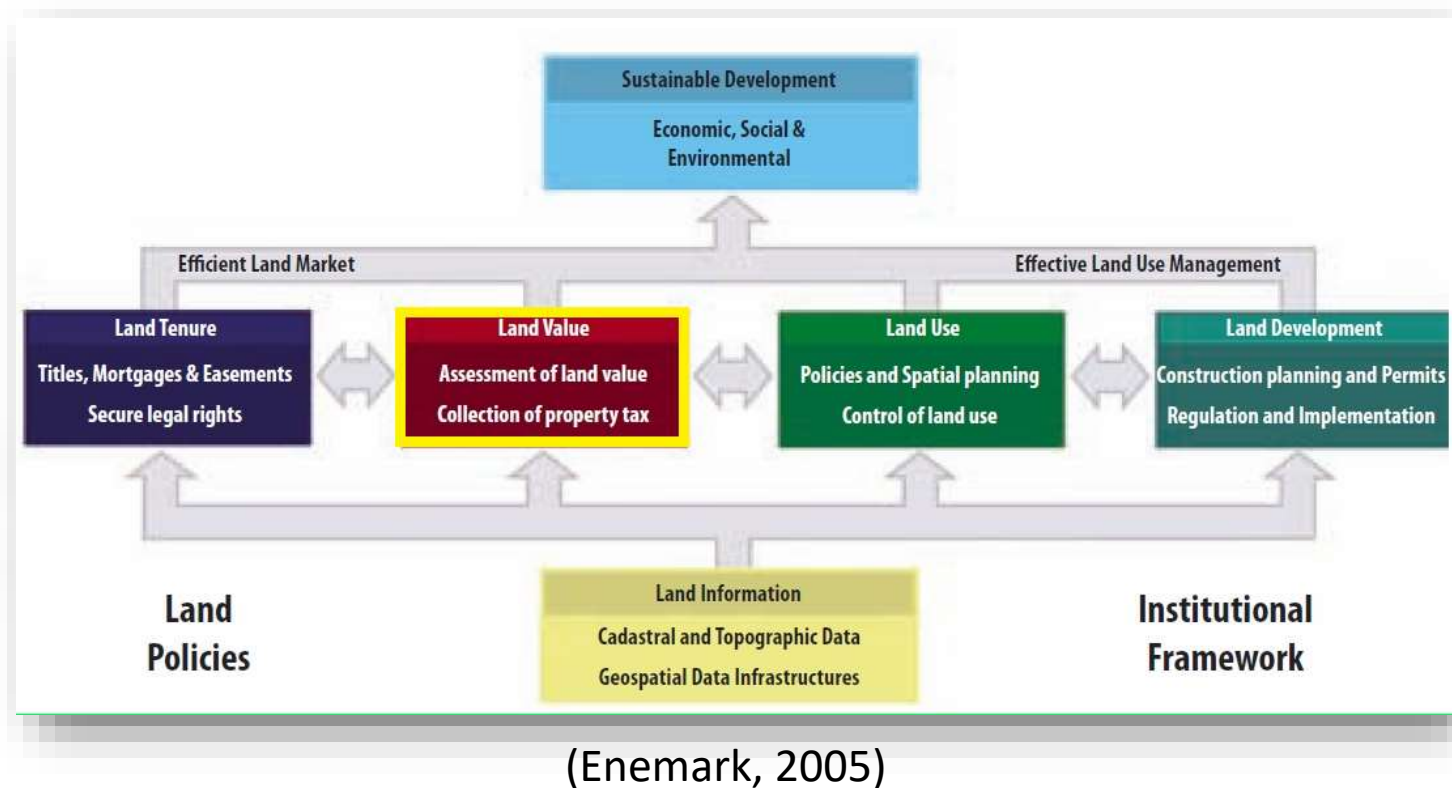 Sustainable Development
Economic, Social &
Environmental
Efficient Land Market
Effective Land Use Management
Land Tenure
Titles, Mortgages & Easements
Secure legal rights
Land Value
Assessment of land value
Collection of property tax
Land Use
Policies and Spatial planning
Control of land use
Land Development
Construction planning and Permits
Regulation and Implementation
Land
Policies
Land Information
Cadastral and Topographic Data
Geospatial Data Infrastructures
Institutional
Framework
(Enemark, 2005)